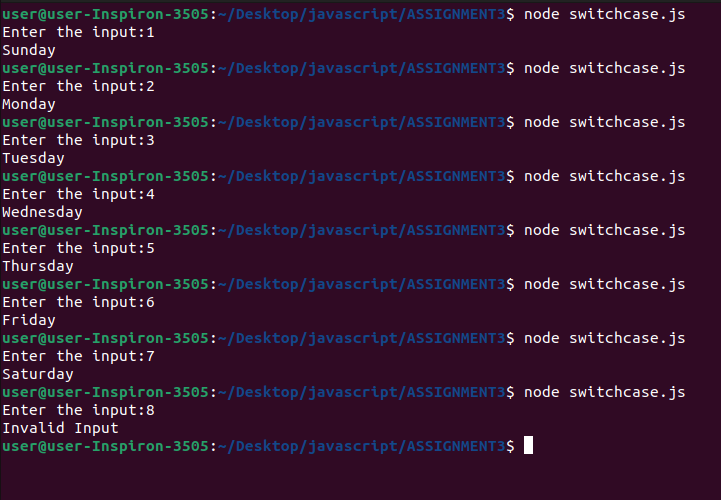 user@user-Inspiron-3505:~/Desktop/javascript/ASSIGNMENT3$ node switchcase.js
Enter the input:1
Sunday
user@user-Inspiron-3505:~/Desktop/javascript/ASSIGNMENT3$ node switchcase.js
Enter the input:2
Monday
user@user-Inspiron-3505:~/Desktop/javascript/ASSIGNMENT3$ node switchcase.js
Enter the input:3
Tuesday
user@user-Inspiron-3505:~/Desktop/javascript/ASSIGNMENT3$ node switchcase.js
Enter the input:4
Wednesday
user@user-Inspiron-3505:~/Desktop/javascript/ASSIGNMENT3$ node switchcase.js
Enter the input:5
Thursday
user@user-Inspiron-3505:~/Desktop/javascript/ASSIGNMENT3$ node switchcase.js
Enter the input:6
Friday
user@user-Inspiron-3505:~/Desktop/javascript/ASSIGNMENT3$ node switchcase.js
Enter the input:7
Saturday
user@user-Inspiron-3505:~/Desktop/javascript/ASSIGNMENT3$ node switchcase.js
Enter the input:8
Invalid Input
user@user-Inspiron-3505:~/Desktop/javascript/ASSIGNMENT3$